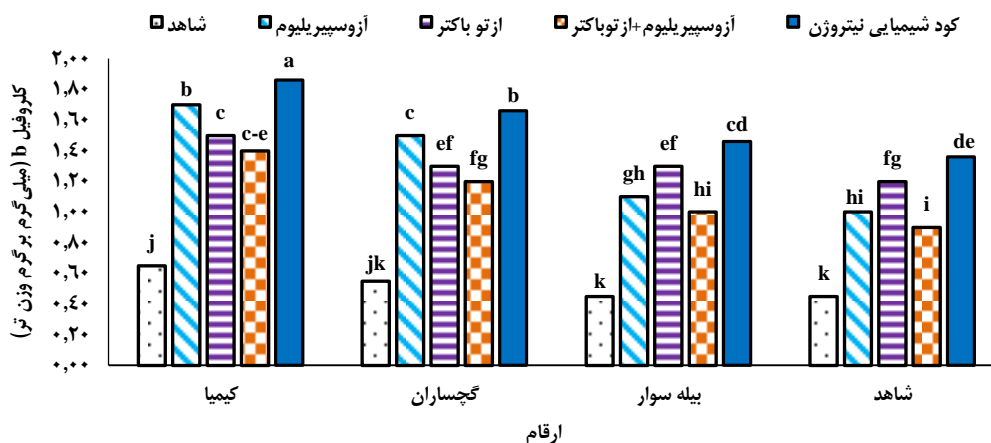 شاهد
آزوسپیریلیوم
ازتو باکتر
آزوسپیریلیوم+ازتوباکتر
کود شیمیایی نیتروژن
کلروفیل b (میلی‌گرم برگرم وزن تر)
۲٫۰۰
۱٫۸۰
۱٫۶۰
۱٫۴۰
۱٫۲۰
۱٫۰۰
۰٫۸۰
۰٫۶۰
۰٫۴۰
۰٫۲۰
۰٫۰۰
j
b
c
c-e
a
jk
c
ef
fg
b
k
gh
ef
hi
cd
k
hi
fg
i
de
کیمیا
گچساران
بیله سوار
شاهد
ارقام